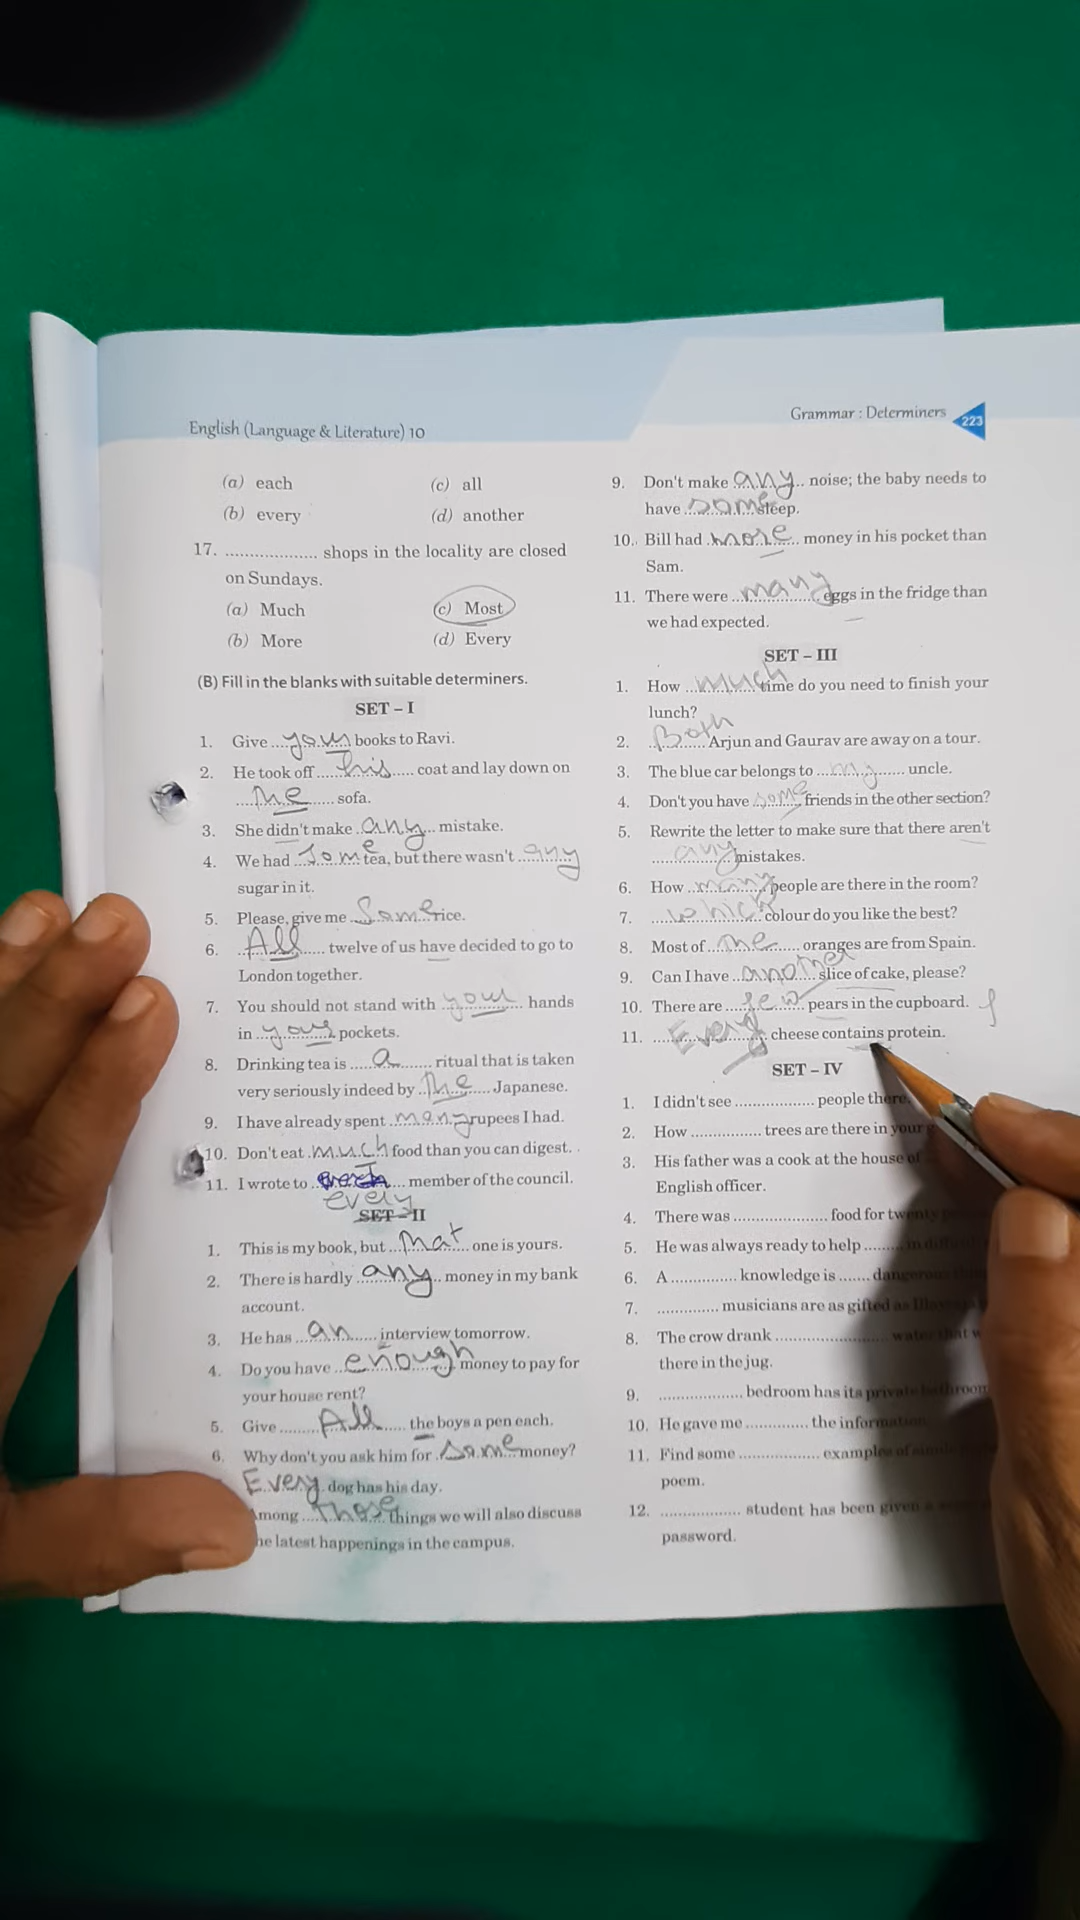 English (Language & Literature) 10
Grammar : Determiners
223
(a) each
(c) all
(b) every
(d) another
17. .................. shops in the locality are closed
on Sundays.
(a) Much
(c) Most
(b) More
(d) Every
(B) Fill in the blanks with suitable determiners.
SET – I
1. Give ...your... books to Ravi.
2. He took off ...his... coat and lay down on
...the... sofa.
3. She didn't make ..any... mistake.
4. We had ..some.. tea, but there wasn't ..any..
sugar in it.
5. Please, give me ..Some.. rice.
6. ..All... twelve of us have decided to go to
London together.
7. You should not stand with ..your... hands
in ..your.. pockets.
8. Drinking tea is ....a...... ritual that is taken
very seriously indeed by ..the... Japanese.
9. I have already spent ..many.. rupees I had.
10. Don't eat .much. food than you can digest.
11. I wrote to ........ member of the council.
every
SET – II
1. This is my book, but ..that... one is yours.
2. There is hardly ..any.. money in my bank
account.
3. He has ...an...... interview tomorrow.
4. Do you have ..enough.. money to pay for
your house rent?
5. Give ........All..... the boys a pen each.
6. Why don't you ask him for ..some.. money?
Every. dog has his day.
mong ...those... things we will also discuss
he latest happenings in the campus.
9. Don't make ..any... noise; the baby needs to
have ..some.. sleep.
10. Bill had .more... money in his pocket than
Sam.
11. There were ..many... eggs in the fridge than
we had expected.
SET – III
1. How ...much... time do you need to finish your
lunch?
2. ..Both.... Arjun and Gaurav are away on a tour.
3. The blue car belongs to ...my...... uncle.
4. Don't you have .some.. friends in the other section?
5. Rewrite the letter to make sure that there aren't
....any.... mistakes.
6. How ..many.. people are there in the room?
7. ....which... colour do you like the best?
8. Most of ..the...... oranges are from Spain.
9. Can I have ..another.. slice of cake, please?
10. There are ....few... pears in the cupboard.
11. ....Every.... cheese contains protein.
SET – IV
1. I didn't see .................. people there.
2. How ................ trees are there in your
3. His father was a cook at the house of
English officer.
4. There was ..................... food for twenty
5. He was always ready to help ........
6. A .............. knowledge is ....... dangerous
7. .............. musicians are as gifted as
8. The crow drank ........................ water that
there in the jug.
9. ................... bedroom has its private bathroom
10. He gave me .............. the information.
11. Find some .................. examples of
poem.
12. .................. student has been given a
password.